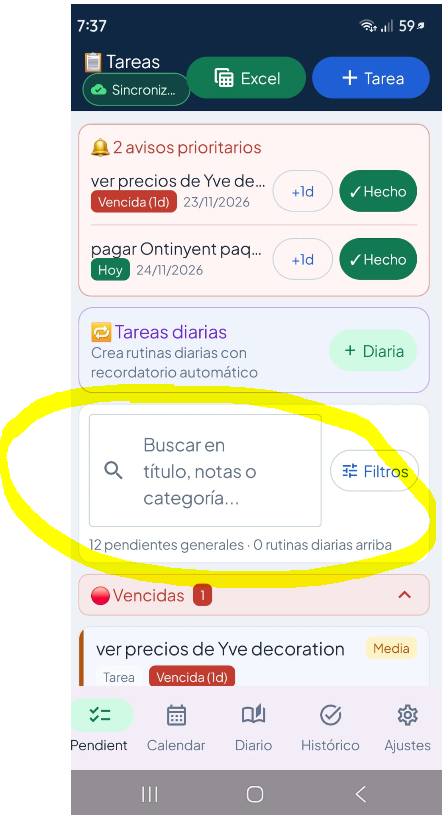 7:37
59
Tareas
Sincroniz...
Excel
+ Tarea
2 avisos prioritarios
ver precios de Yve de...
Vencida (1d) 23/11/2026
+1d
✓Hecho
pagar Ontinyent paq...
Hoy 24/11/2026
+1d
✓Hecho
Tareas diarias
Crea rutinas diarias con
recordatorio automático
+ Diaria
Buscar en
título, notas o
categoría...
Filtros
12 pendientes generales · 0 rutinas diarias arriba
Vencidas 1
ver precios de Yve decoration
Media
Tarea
Vencida (1d)
Pendient
Calendar
Diario
Histórico
Ajustes